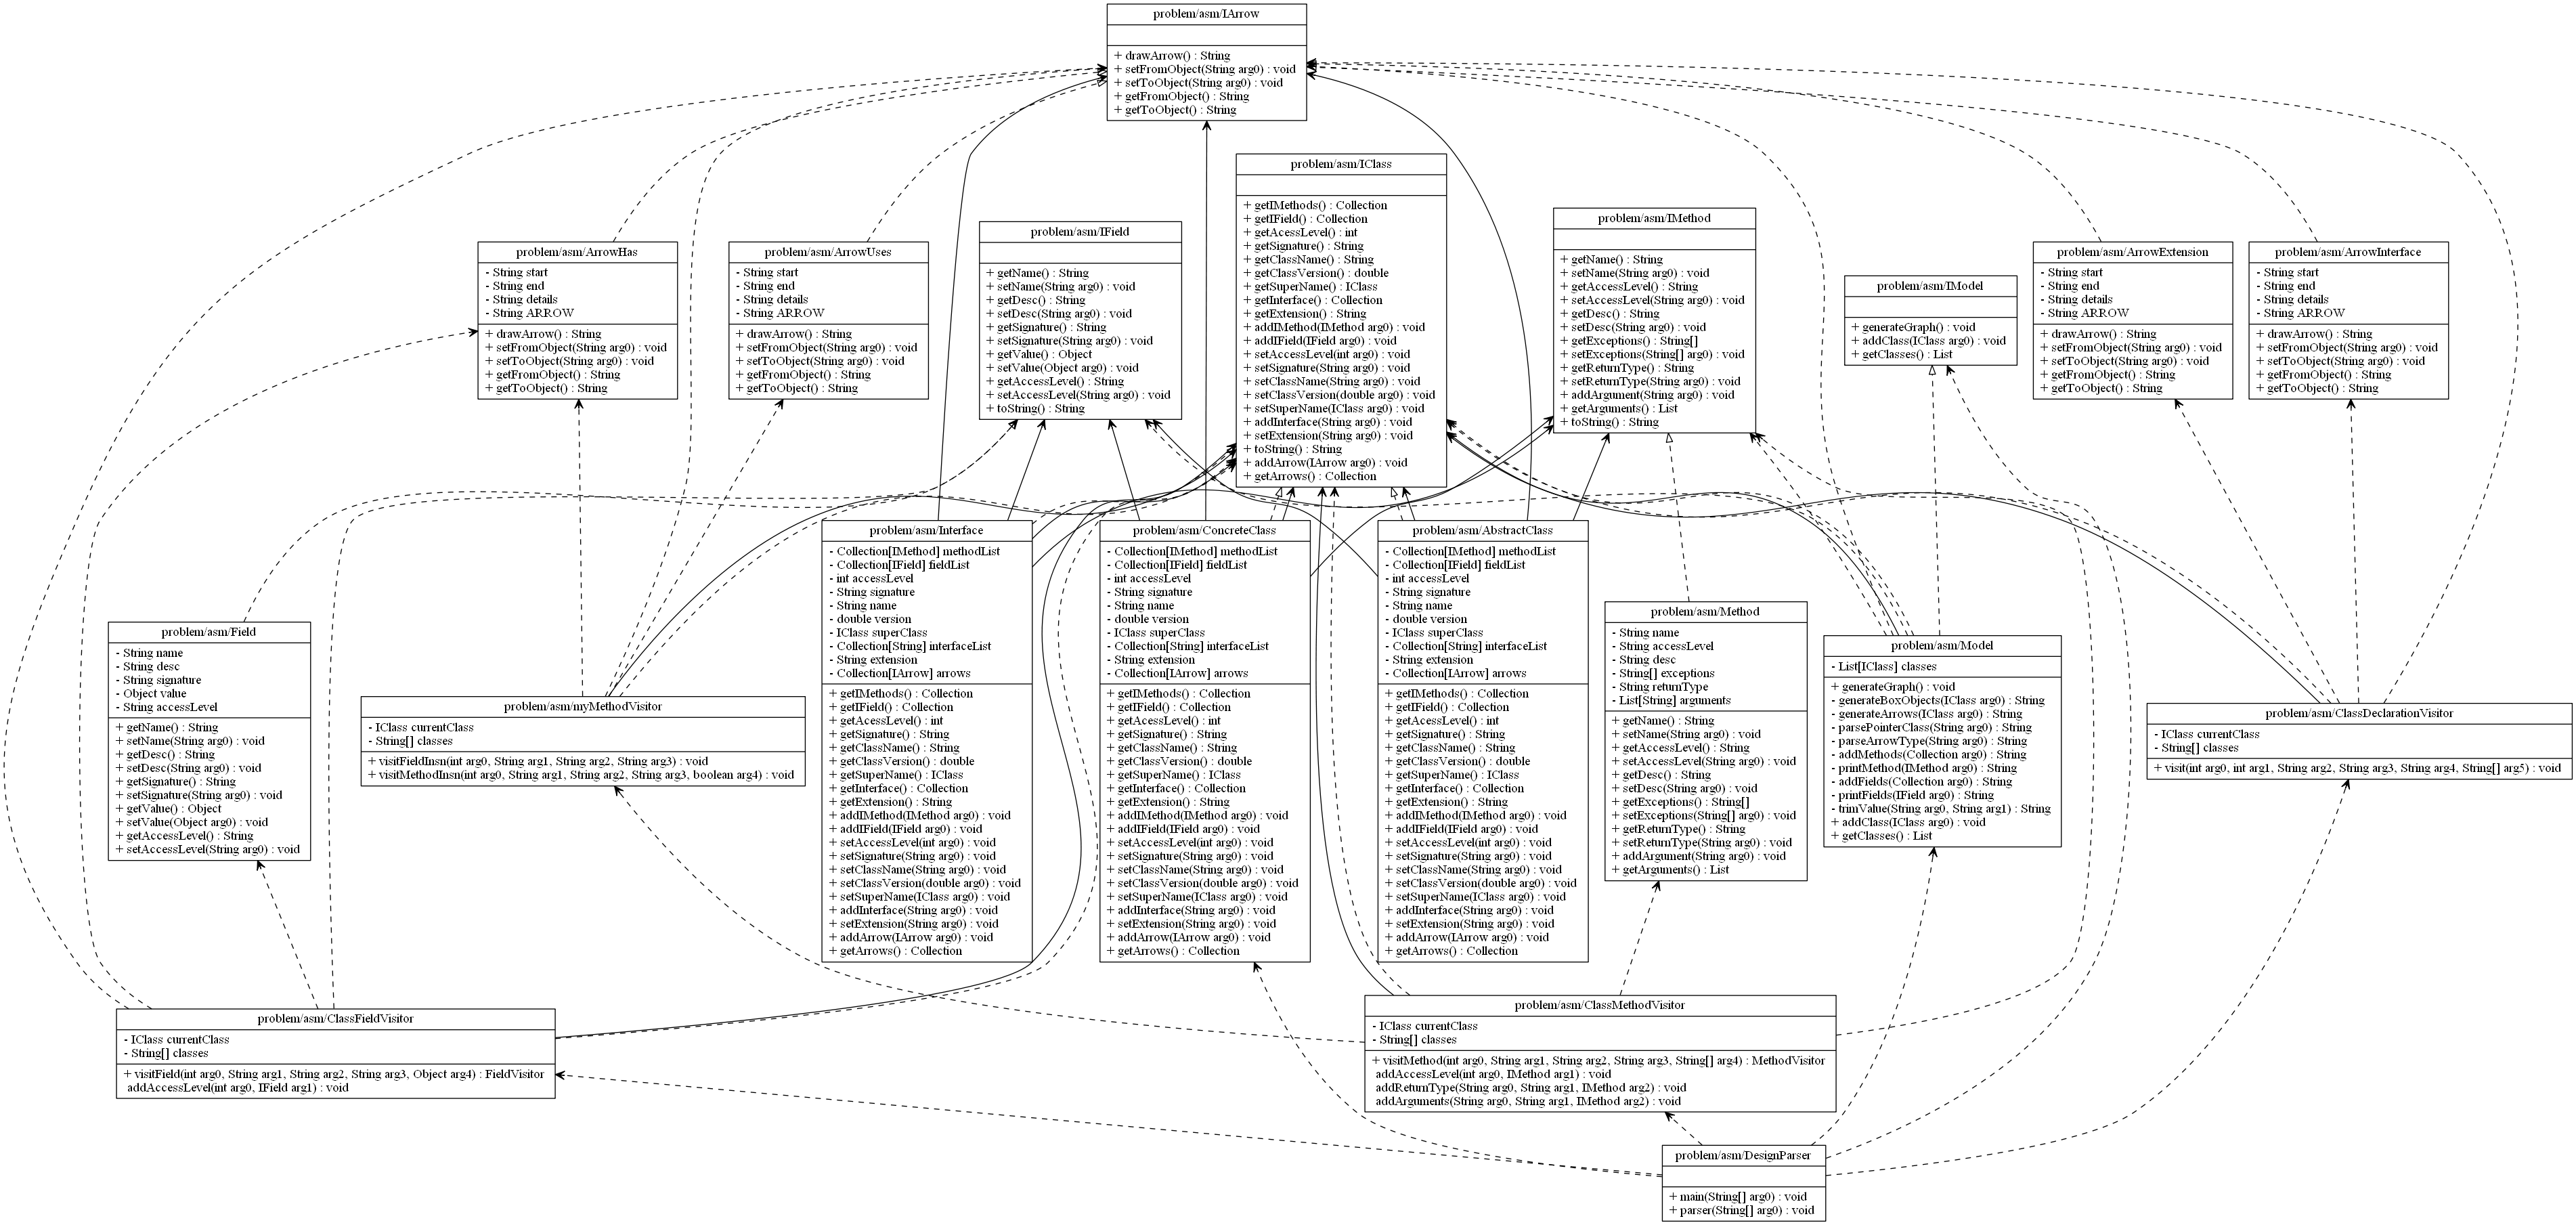 problem/asm/IArrow
+ drawArrow() : String
+ setFromObject(String arg0) : void
+ setToObject(String arg0) : void
+ getFromObject() : String
+ getToObject() : String
problem/asm/IClass
+ getIMethods() : Collection
+ getIField() : Collection
+ getAcessLevel() : int
+ getSignature() : String
+ getClassName() : String
+ getClassVersion() : double
+ getSuperName() : IClass
+ getInterface() : Collection
+ getExtension() : String
+ addIMethod(IMethod arg0) : void
+ addIField(IField arg0) : void
+ setAccessLevel(int arg0) : void
+ setSignature(String arg0) : void
+ setClassName(String arg0) : void
+ setClassVersion(double arg0) : void
+ setSuperName(IClass arg0) : void
+ addInterface(String arg0) : void
+ setExtension(String arg0) : void
+ toString() : String
+ addArrow(IArrow arg0) : void
+ getArrows() : Collection
problem/asm/ArrowHas
- String start
- String end
- String details
- String ARROW
+ drawArrow() : String
+ setFromObject(String arg0) : void
+ setToObject(String arg0) : void
+ getFromObject() : String
+ getToObject() : String
problem/asm/ArrowUses
- String start
- String end
- String details
- String ARROW
+ drawArrow() : String
+ setFromObject(String arg0) : void
+ setToObject(String arg0) : void
+ getFromObject() : String
+ getToObject() : String
problem/asm/IField
+ getName() : String
+ setName(String arg0) : void
+ getDesc() : String
+ setDesc(String arg0) : void
+ getSignature() : String
+ setSignature(String arg0) : void
+ getValue() : Object
+ setValue(Object arg0) : void
+ getAccessLevel() : String
+ setAccessLevel(String arg0) : void
+ toString() : String
problem/asm/IMethod
+ getName() : String
+ setName(String arg0) : void
+ getAccessLevel() : String
+ setAccessLevel(String arg0) : void
+ getDesc() : String
+ setDesc(String arg0) : void
+ getExceptions() : String[]
+ setExceptions(String[] arg0) : void
+ getReturnType() : String
+ setReturnType(String arg0) : void
+ addArgument(String arg0) : void
+ getArguments() : List
+ toString() : String
problem/asm/IModel
+ generateGraph() : void
+ addClass(IClass arg0) : void
+ getClasses() : List
problem/asm/ArrowExtension
- String start
- String end
- String details
- String ARROW
+ drawArrow() : String
+ setFromObject(String arg0) : void
+ setToObject(String arg0) : void
+ getFromObject() : String
+ getToObject() : String
problem/asm/ArrowInterface
- String start
- String end
- String details
- String ARROW
+ drawArrow() : String
+ setFromObject(String arg0) : void
+ setToObject(String arg0) : void
+ getFromObject() : String
+ getToObject() : String
problem/asm/Field
- String name
- String desc
- String signature
- Object value
- String accessLevel
+ getName() : String
+ setName(String arg0) : void
+ getDesc() : String
+ setDesc(String arg0) : void
+ getSignature() : String
+ setSignature(String arg0) : void
+ getValue() : Object
+ setValue(Object arg0) : void
+ getAccessLevel() : String
+ setAccessLevel(String arg0) : void
problem/asm/myMethodVisitor
- IClass currentClass
- String[] classes
+ visitFieldInsn(int arg0, String arg1, String arg2, String arg3) : void
+ visitMethodInsn(int arg0, String arg1, String arg2, String arg3, boolean arg4) : void
problem/asm/Interface
- Collection[IMethod] methodList
- Collection[IField] fieldList
- int accessLevel
- String signature
- String name
- double version
- IClass superClass
- Collection[String] interfaceList
- String extension
- Collection[IArrow] arrows
+ getIMethods() : Collection
+ getIField() : Collection
+ getAcessLevel() : int
+ getSignature() : String
+ getClassName() : String
+ getClassVersion() : double
+ getSuperName() : IClass
+ getInterface() : Collection
+ getExtension() : String
+ addIMethod(IMethod arg0) : void
+ addIField(IField arg0) : void
+ setAccessLevel(int arg0) : void
+ setSignature(String arg0) : void
+ setClassName(String arg0) : void
+ setClassVersion(double arg0) : void
+ setSuperName(IClass arg0) : void
+ addInterface(String arg0) : void
+ setExtension(String arg0) : void
+ addArrow(IArrow arg0) : void
+ getArrows() : Collection
problem/asm/ConcreteClass
- Collection[IMethod] methodList
- Collection[IField] fieldList
- int accessLevel
- String signature
- String name
- double version
- IClass superClass
- Collection[String] interfaceList
- String extension
- Collection[IArrow] arrows
+ getIMethods() : Collection
+ getIField() : Collection
+ getAcessLevel() : int
+ getSignature() : String
+ getClassName() : String
+ getClassVersion() : double
+ getSuperName() : IClass
+ getInterface() : Collection
+ getExtension() : String
+ addIMethod(IMethod arg0) : void
+ addIField(IField arg0) : void
+ setAccessLevel(int arg0) : void
+ setSignature(String arg0) : void
+ setClassName(String arg0) : void
+ setClassVersion(double arg0) : void
+ setSuperName(IClass arg0) : void
+ addInterface(String arg0) : void
+ setExtension(String arg0) : void
+ addArrow(IArrow arg0) : void
+ getArrows() : Collection
problem/asm/AbstractClass
- Collection[IMethod] methodList
- Collection[IField] fieldList
- int accessLevel
- String signature
- String name
- double version
- IClass superClass
- Collection[String] interfaceList
- String extension
- Collection[IArrow] arrows
+ getIMethods() : Collection
+ getIField() : Collection
+ getAcessLevel() : int
+ getSignature() : String
+ getClassName() : String
+ getClassVersion() : double
+ getSuperName() : IClass
+ getInterface() : Collection
+ getExtension() : String
+ addIMethod(IMethod arg0) : void
+ addIField(IField arg0) : void
+ setAccessLevel(int arg0) : void
+ setSignature(String arg0) : void
+ setClassName(String arg0) : void
+ setClassVersion(double arg0) : void
+ setSuperName(IClass arg0) : void
+ addInterface(String arg0) : void
+ setExtension(String arg0) : void
+ addArrow(IArrow arg0) : void
+ getArrows() : Collection
problem/asm/Method
- String name
- String accessLevel
- String desc
- String[] exceptions
- String returnType
- List[String] arguments
+ getName() : String
+ setName(String arg0) : void
+ getAccessLevel() : String
+ setAccessLevel(String arg0) : void
+ getDesc() : String
+ setDesc(String arg0) : void
+ getExceptions() : String[]
+ setExceptions(String[] arg0) : void
+ getReturnType() : String
+ setReturnType(String arg0) : void
+ addArgument(String arg0) : void
+ getArguments() : List
problem/asm/Model
- List[IClass] classes
+ generateGraph() : void
- generateBoxObjects(IClass arg0) : String
- generateArrows(IClass arg0) : String
- parsePointerClass(String arg0) : String
- parseArrowType(String arg0) : String
- addMethods(Collection arg0) : String
- printMethod(IMethod arg0) : String
- addFields(Collection arg0) : String
- printFields(IField arg0) : String
- trimValue(String arg0, String arg1) : String
+ addClass(IClass arg0) : void
+ getClasses() : List
problem/asm/ClassDeclarationVisitor
- IClass currentClass
- String[] classes
+ visit(int arg0, int arg1, String arg2, String arg3, String arg4, String[] arg5) : void
problem/asm/ClassFieldVisitor
- IClass currentClass
- String[] classes
+ visitField(int arg0, String arg1, String arg2, String arg3, Object arg4) : FieldVisitor
addAccessLevel(int arg0, IField arg1) : void
problem/asm/ClassMethodVisitor
- IClass currentClass
- String[] classes
+ visitMethod(int arg0, String arg1, String arg2, String arg3, String[] arg4) : MethodVisitor
addAccessLevel(int arg0, IMethod arg1) : void
addReturnType(String arg0, String arg1, IMethod arg2) : void
addArguments(String arg0, String arg1, IMethod arg2) : void
problem/asm/DesignParser
+ main(String[] arg0) : void
+ parser(String[] arg0) : void